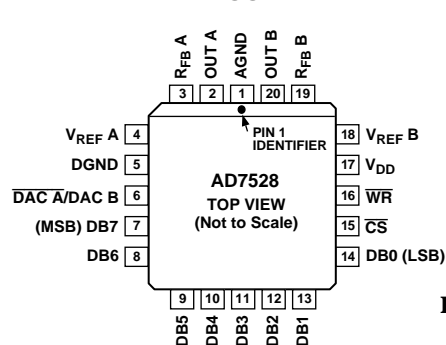 RFB A
OUT A
AGND
OUT B
RFB B
3 2 1 20 19
VREF A 4
DGND 5
DAC A/DAC B 6
(MSB) DB7 7
DB6 8
PIN 1
IDENTIFIER
AD7528
TOP VIEW
(Not to Scale)
18 VREF B
17 VDD
16 WR
15 CS
14 DB0 (LSB)
9 10 11 12 13
DB5
DB4
DB3
DB2
DB1